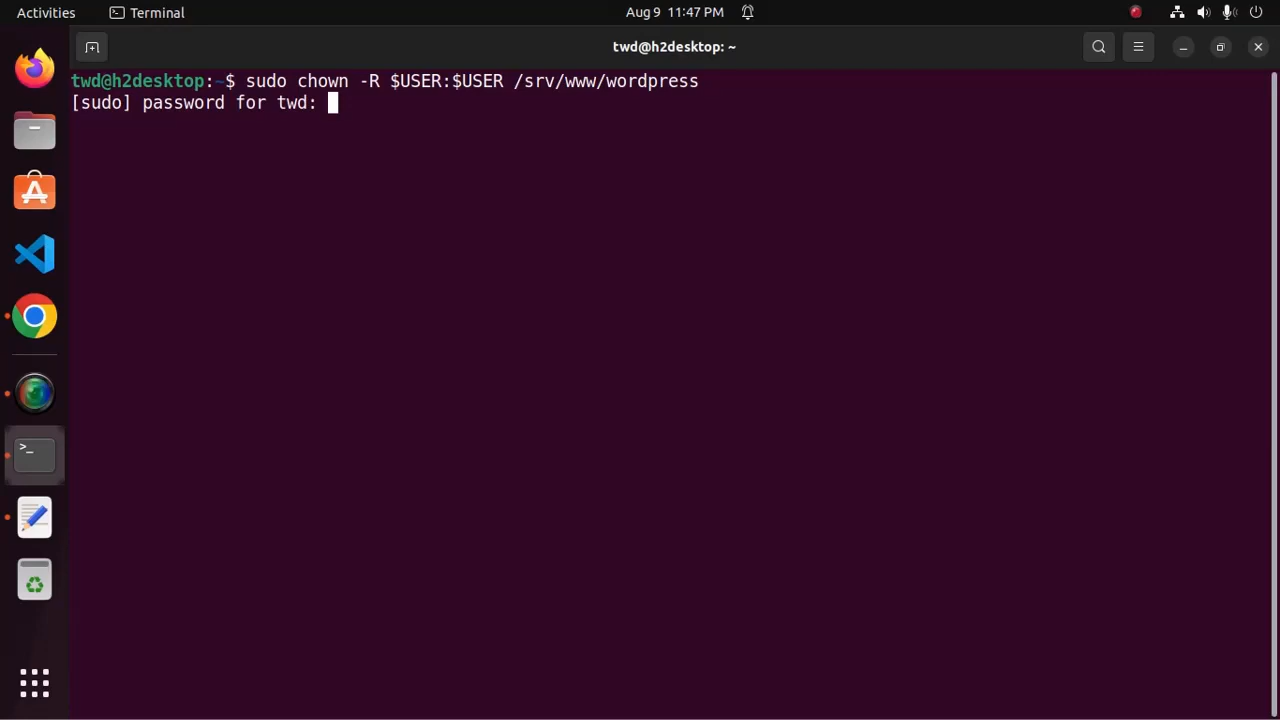 Activities
Terminal
Aug 9 11:47 PM
twd@h2desktop: ~
twd@h2desktop:~$ sudo chown -R $USER:$USER /srv/www/wordpress
[sudo] password for twd: